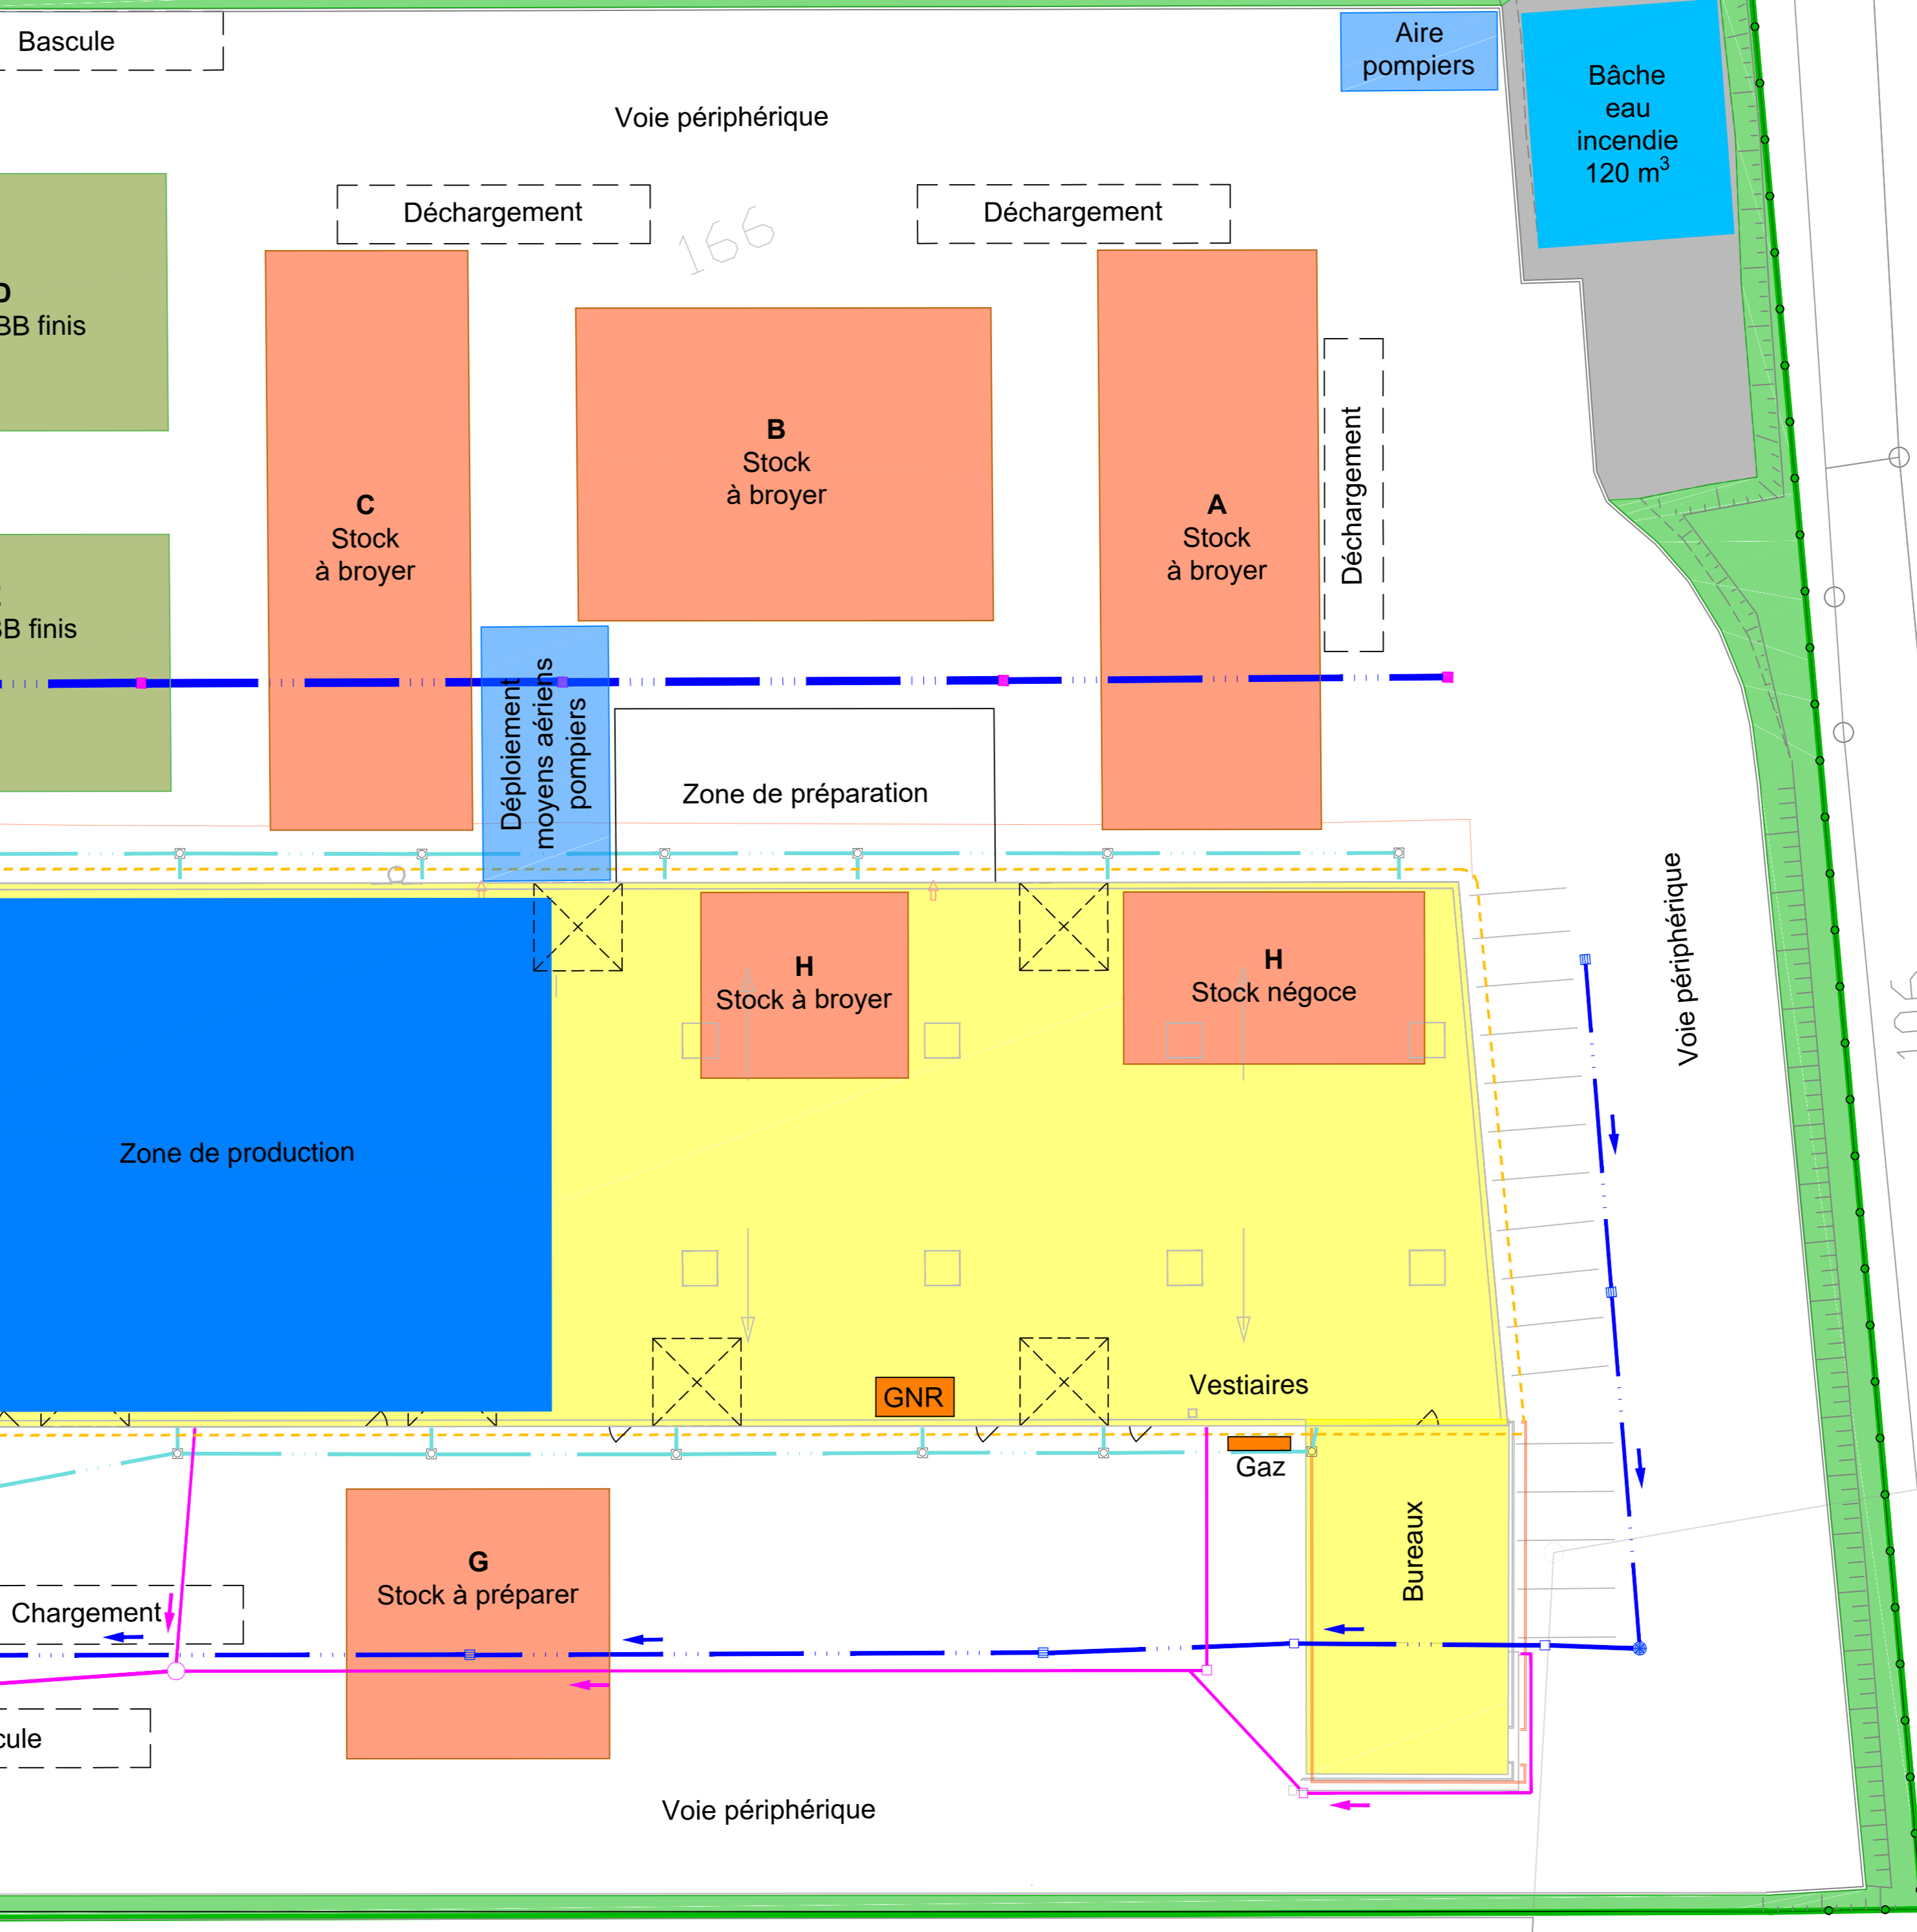 Bascule
Aire
pompiers
Bâche
eau
incendie
120 m³
Voie périphérique
Déchargement
Déchargement
166
D
BB finis
B
Stock
à broyer
C
Stock
à broyer
A
Stock
à broyer
Déchargement
BB finis
Déploiement
moyens aériens
pompiers
Zone de préparation
Voie périphérique
H
Stock à broyer
H
Stock négoce
Zone de production
GNR
Vestiaires
Gaz
Bureaux
G
Stock à préparer
Chargement
cule
Voie périphérique